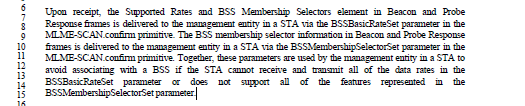 6
7 Upon receipt, the Supported Rates and BSS Membership Selectors element in Beacon and Probe
8 Response frames is delivered to the management entity in a STA via the BSSBasicRateSet parameter in the
9 MLME-SCAN.confirm primitive. The BSS membership selector information in Beacon and Probe Response
10 frames is delivered to the management entity in a STA via the BSSMembershipSelectorSet parameter in the
11 MLME-SCAN.confirm primitive. Together, these parameters are used by the management entity in a STA to
12 avoid associating with a BSS if the STA cannot receive and transmit all of the data rates in the
13 BSSBasicRateSet parameter or does not support all of the features represented in the
14 BSSMembershipSelectorSet parameter.
15
16